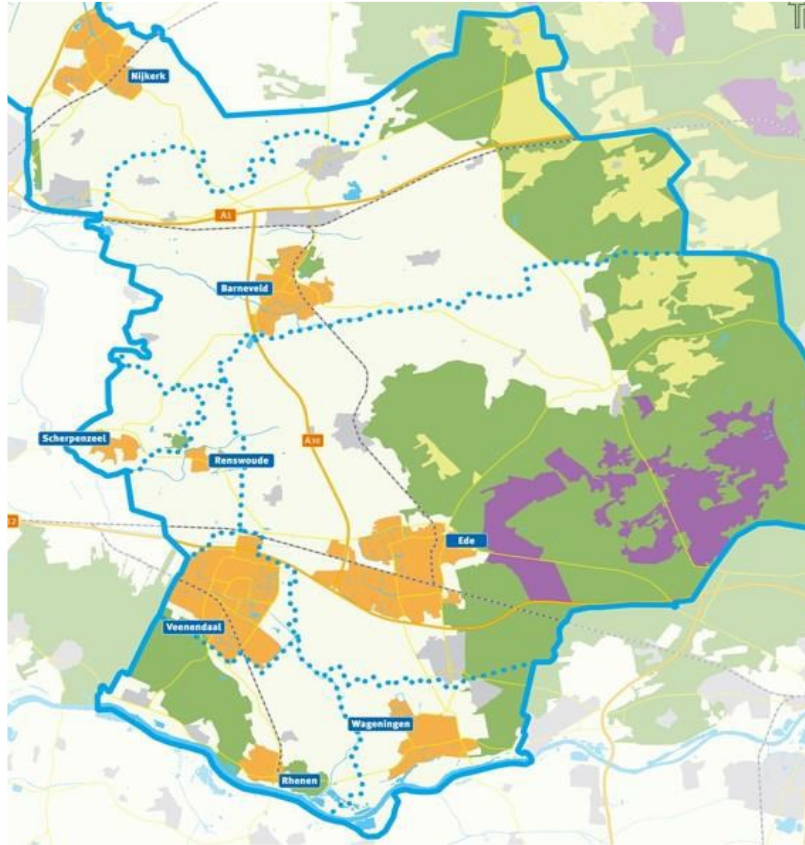 Nijkerk
A1
Barneveld
Scherpenzeel
A30
Renswoude
Ede
Veenendaal
Wageningen
Rhenen